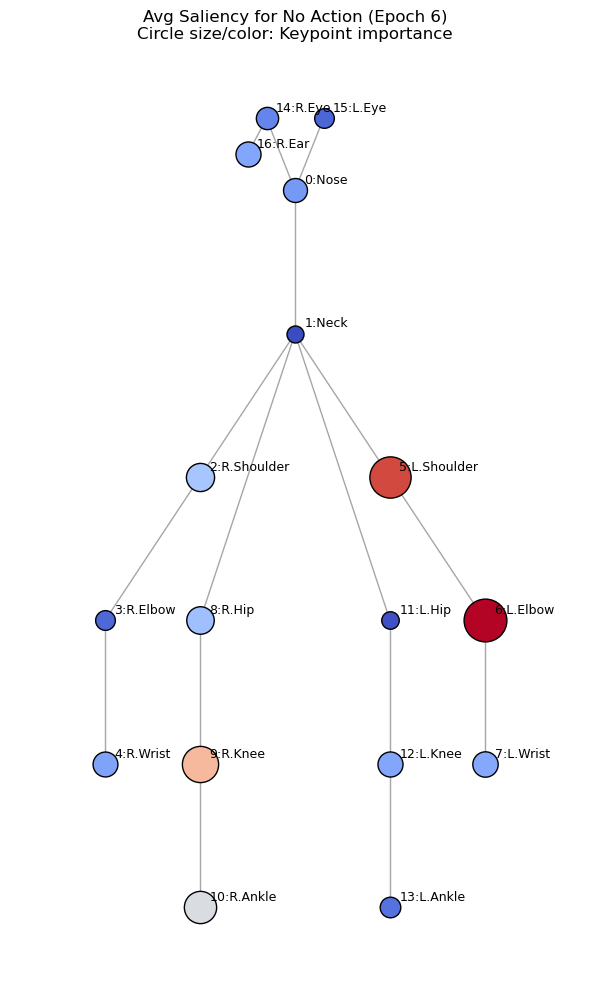 Avg Saliency for No Action (Epoch 6)
Circle size/color: Keypoint importance
14:R.Eye
15:L.Eye
16:R.Ear
0:Nose
1:Neck
2:R.Shoulder
5:L.Shoulder
3:R.Elbow
8:R.Hip
11:L.Hip
6:L.Elbow
4:R.Wrist
9:R.Knee
12:L.Knee
7:L.Wrist
10:R.Ankle
13:L.Ankle